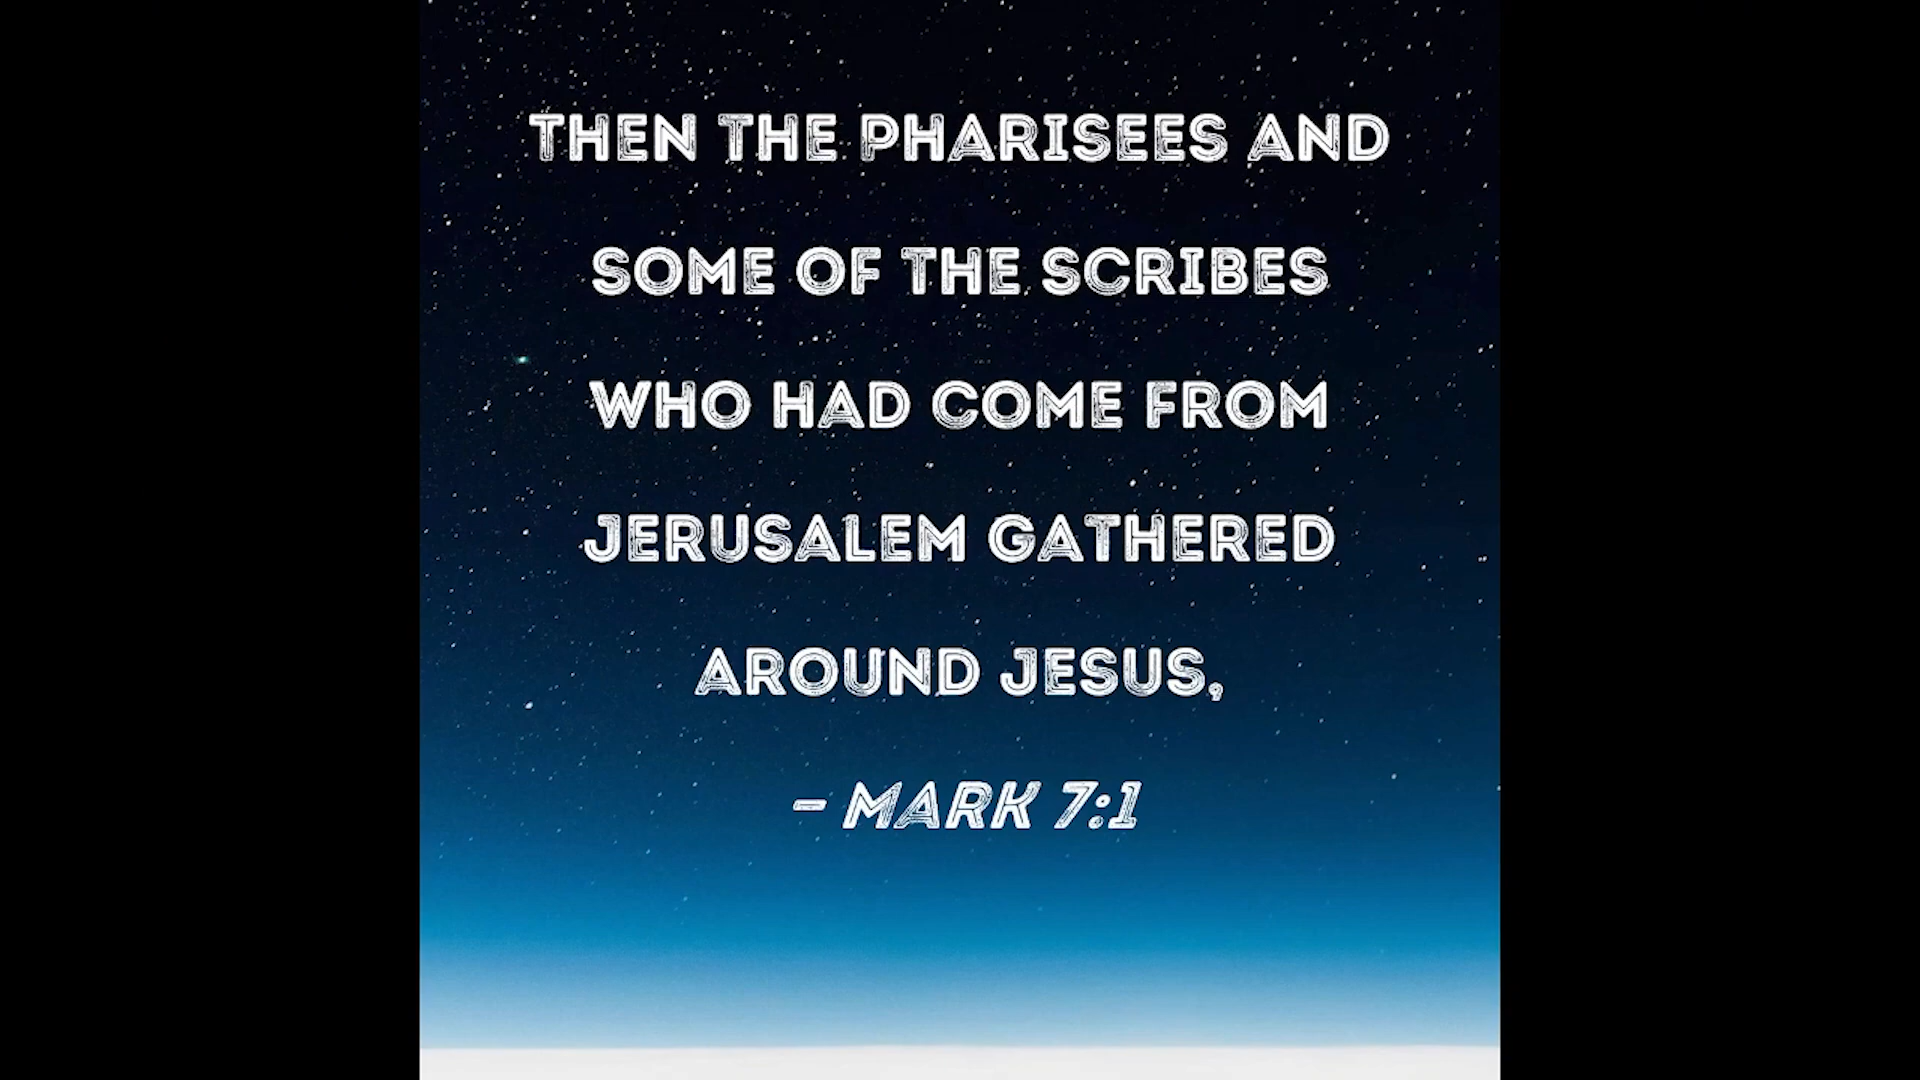 THEN THE PHARISEES AND
SOME OF THE SCRIBES
WHO HAD COME FROM
JERUSALEM GATHERED
AROUND JESUS,
– MARK 7:1